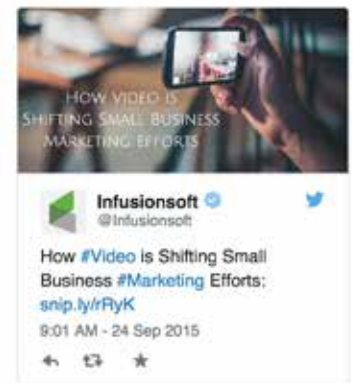 HOW VIDEO IS
SHIFTING SMALL BUSINESS
MARKETING EFFORTS
Infusionsoft
@Infusionsoft
How #Video is Shifting Small
Business #Marketing Efforts:
snip.ly/rRyK
9:01 AM - 24 Sep 2015